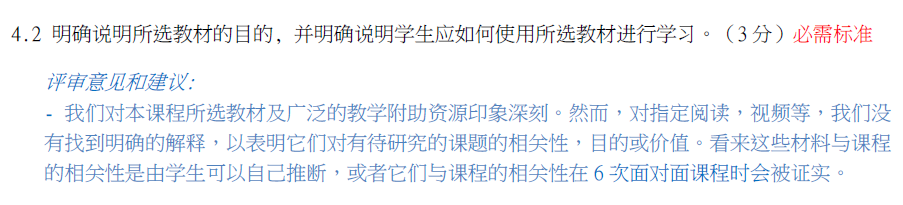 4.2 明确说明所选教材的目的，并明确说明学生应如何使用所选教材进行学习。（3分）必需标准
评审意见和建议：
- 我们对本课程所选教材及广泛的教学附助资源印象深刻。然而，对指定阅读，视频等，我们没
有找到明确的解释，以表明它们对有待研究的课题的相关性，目的或价值。看来这些材料与课程
的相关性是由学生可以自己推断，或者它们与课程的相关性在 6 次面对面课程时会被证实。